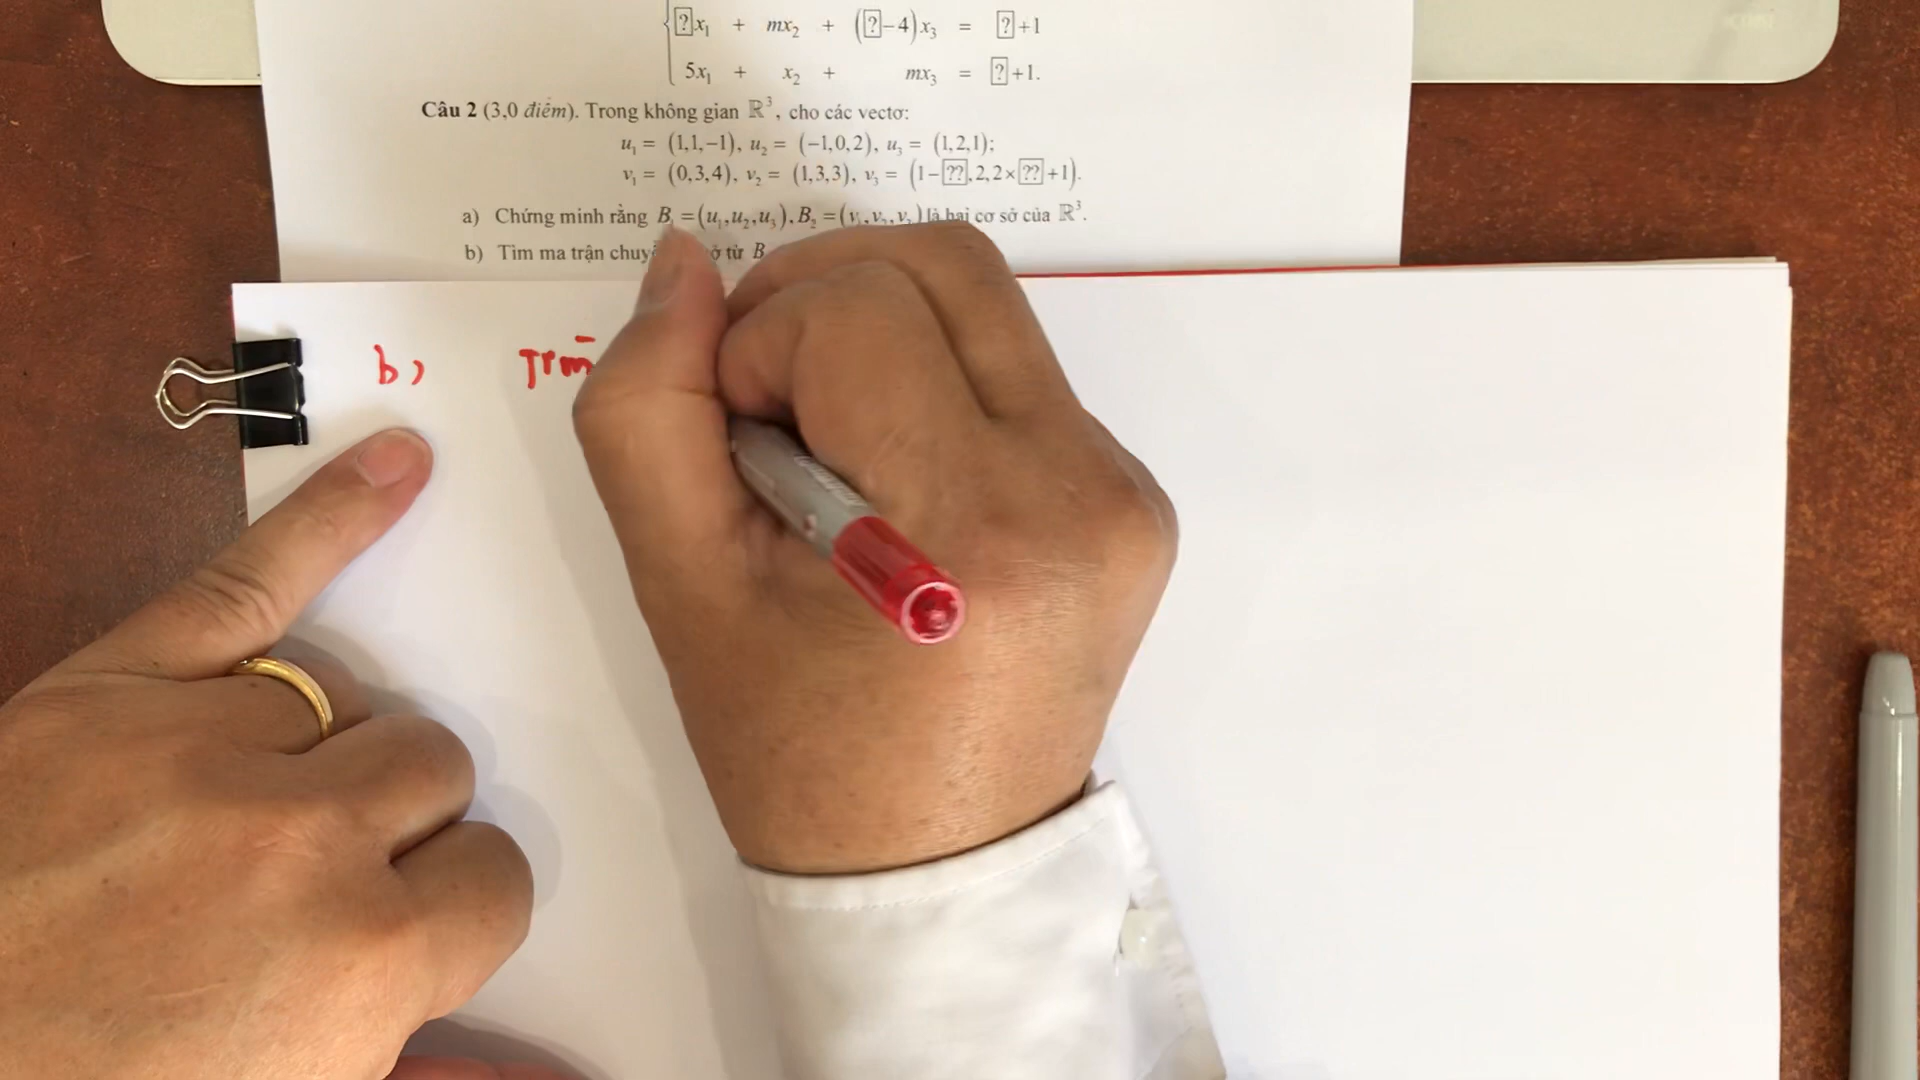 [?]x₁ + mx₂ + ([?]−4)x₃ = [?]+1
5x₁ + x₂ + mx₃ = [?]+1.
Câu 2 (3,0 điểm). Trong không gian ℝ³, cho các vectơ:
u₁ = (1,1,−1), u₂ = (−1,0,2), u₃ = (1,2,1);
v₁ = (0,3,4), v₂ = (1,3,3), v₃ = (1−[??],2,2×[??]+1).
a) Chứng minh rằng B₁ = (u₁,u₂,u₃), B₂ = (v₁,v₂,v₃) là hai cơ sở của ℝ³.
b) Tìm ma trận từ B
b)